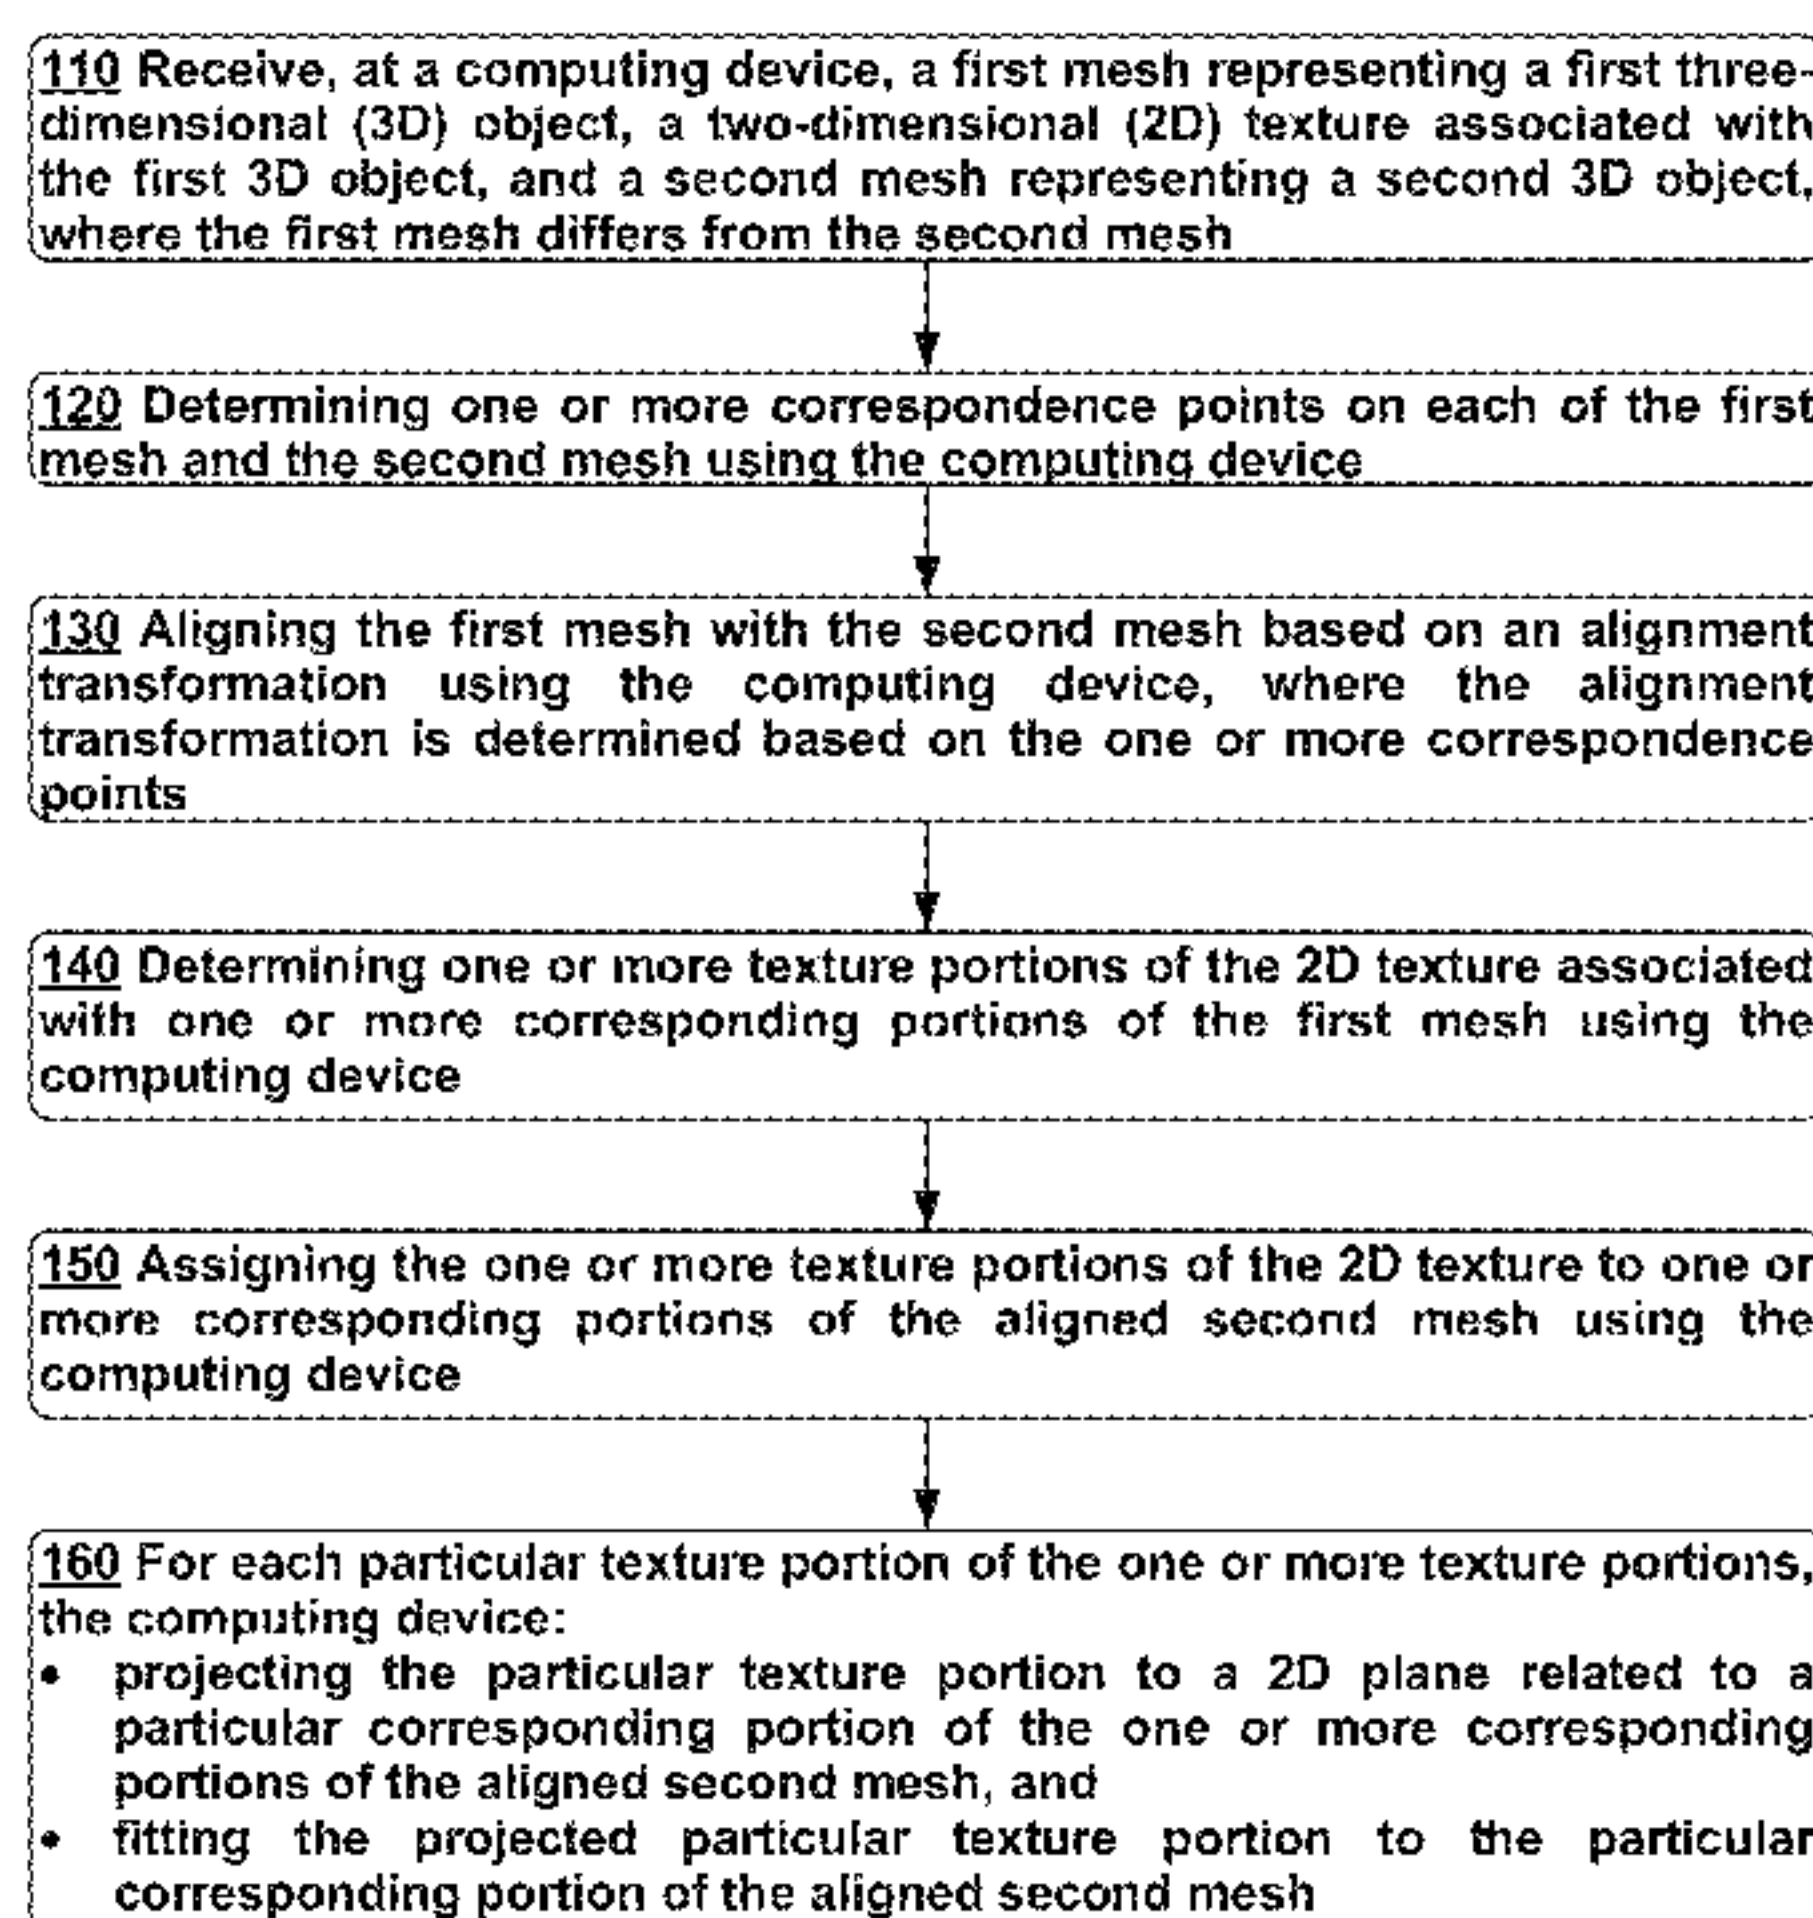 110 Receive, at a computing device, a first mesh representing a first three-
dimensional (3D) object, a two-dimensional (2D) texture associated with
the first 3D object, and a second mesh representing a second 3D object,
where the first mesh differs from the second mesh
120 Determining one or more correspondence points on each of the first
mesh and the second mesh using the computing device
130 Aligning the first mesh with the second mesh based on an alignment
transformation using the computing device, where the alignment
transformation is determined based on the one or more correspondence
points
140 Determining one or more texture portions of the 2D texture associated
with one or more corresponding portions of the first mesh using the
computing device
150 Assigning the one or more texture portions of the 2D texture to one or
more corresponding portions of the aligned second mesh using the
computing device
160 For each particular texture portion of the one or more texture portions,
the computing device:
• projecting the particular texture portion to a 2D plane related to a
particular corresponding portion of the one or more corresponding
portions of the aligned second mesh, and
• fitting the projected particular texture portion to the particular
corresponding portion of the aligned second mesh